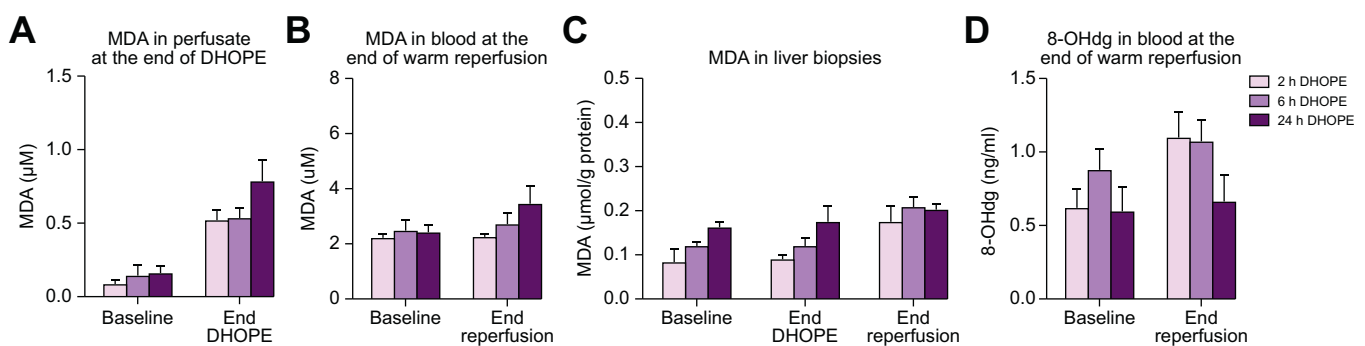 A
MDA in perfusate
at the end of DHOPE
MDA (µM)
1.5
1.0
0.5
0.0
Baseline
End
DHOPE
B
MDA in blood at the
end of warm reperfusion
MDA (uM)
8
6
4
2
0
Baseline
End
reperfusion
C
MDA in liver biopsies
MDA (µmol/g protein)
0.5
0.4
0.3
0.2
0.1
0.0
Baseline
End
DHOPE
End
reperfusion
D
8-OHdg in blood at the
end of warm reperfusion
8-OHdg (ng/ml)
1.5
1.0
0.5
0.0
Baseline
End
reperfusion
2 h DHOPE
6 h DHOPE
24 h DHOPE